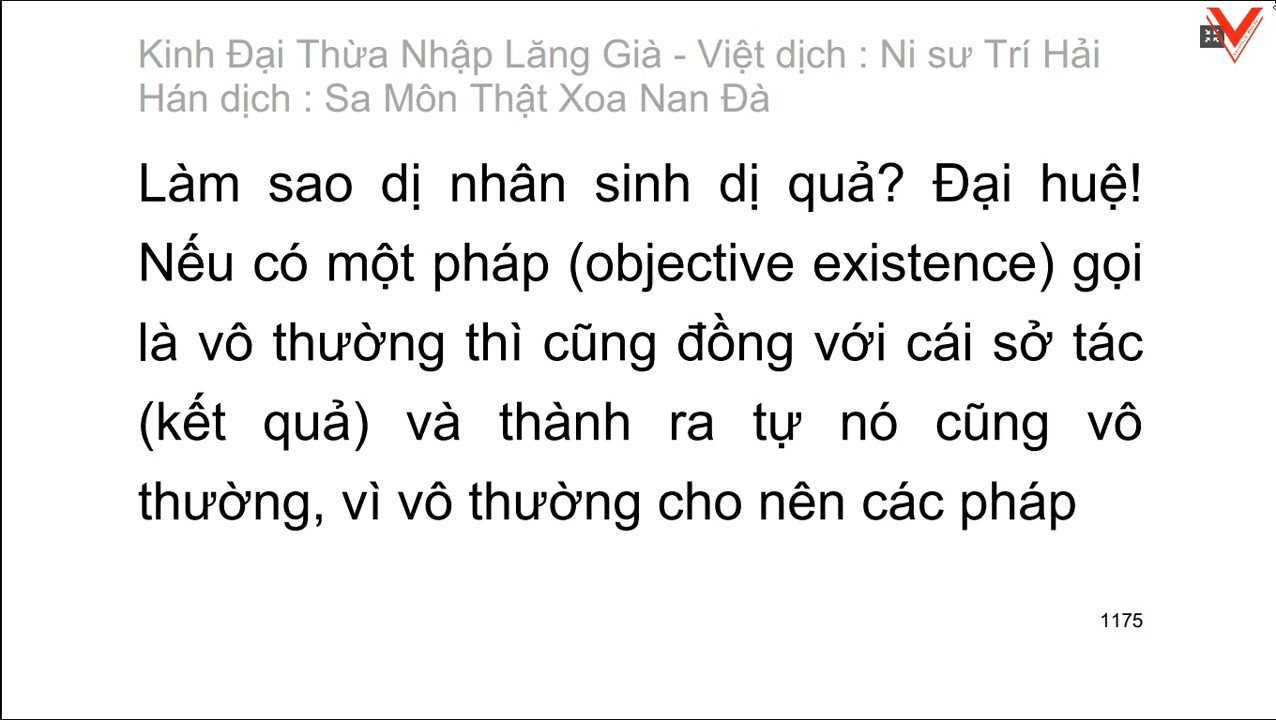 Kinh Đại Thừa Nhập Lăng Già - Việt dịch : Ni sư Trí Hải
Hán dịch : Sa Môn Thật Xoa Nan Đà
Làm sao dị nhân sinh dị quả? Đại huệ!
Nếu có một pháp (objective existence) gọi
là vô thường thì cũng đồng với cái sở tác
(kết quả) và thành ra tự nó cũng vô
thường, vì vô thường cho nên các pháp
1175